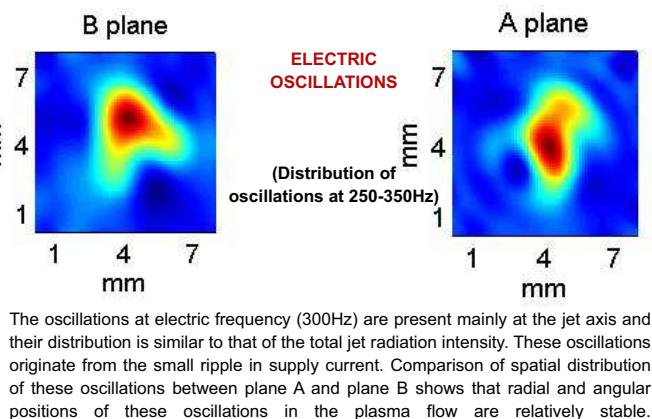 B plane
A plane
ELECTRIC
OSCILLATIONS
(Distribution of
oscillations at 250-350Hz)
7
4
1
1 4 7
mm
7
4
1
mm
1 4 7
mm
The oscillations at electric frequency (300Hz) are present mainly at the jet axis and
their distribution is similar to that of the total jet radiation intensity. These oscillations
originate from the small ripple in supply current. Comparison of spatial distribution
of these oscillations between plane A and plane B shows that radial and angular
positions of these oscillations in the plasma flow are relatively stable.